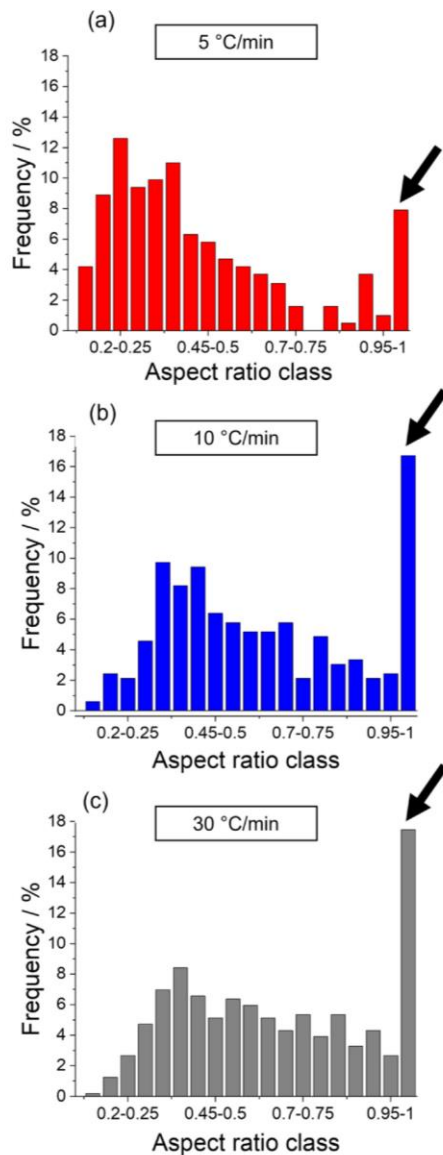 (a)
5 °C/min
18
16
14
12
10
8
6
4
2
0
Frequency / %
0.2-0.25 0.45-0.5 0.7-0.75 0.95-1
Aspect ratio class
(b)
10 °C/min
18
16
14
12
10
8
6
4
2
0
Frequency / %
0.2-0.25 0.45-0.5 0.7-0.75 0.95-1
Aspect ratio class
(c)
30 °C/min
18
16
14
12
10
8
6
4
2
0
Frequency / %
0.2-0.25 0.45-0.5 0.7-0.75 0.95-1
Aspect ratio class